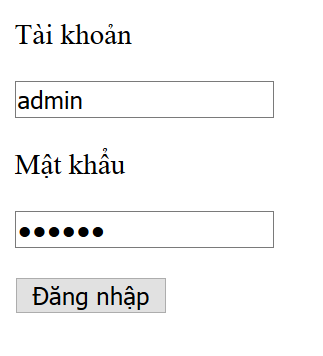 Tài khoản
admin
Mật khẩu
●●●●●●
Đăng nhập